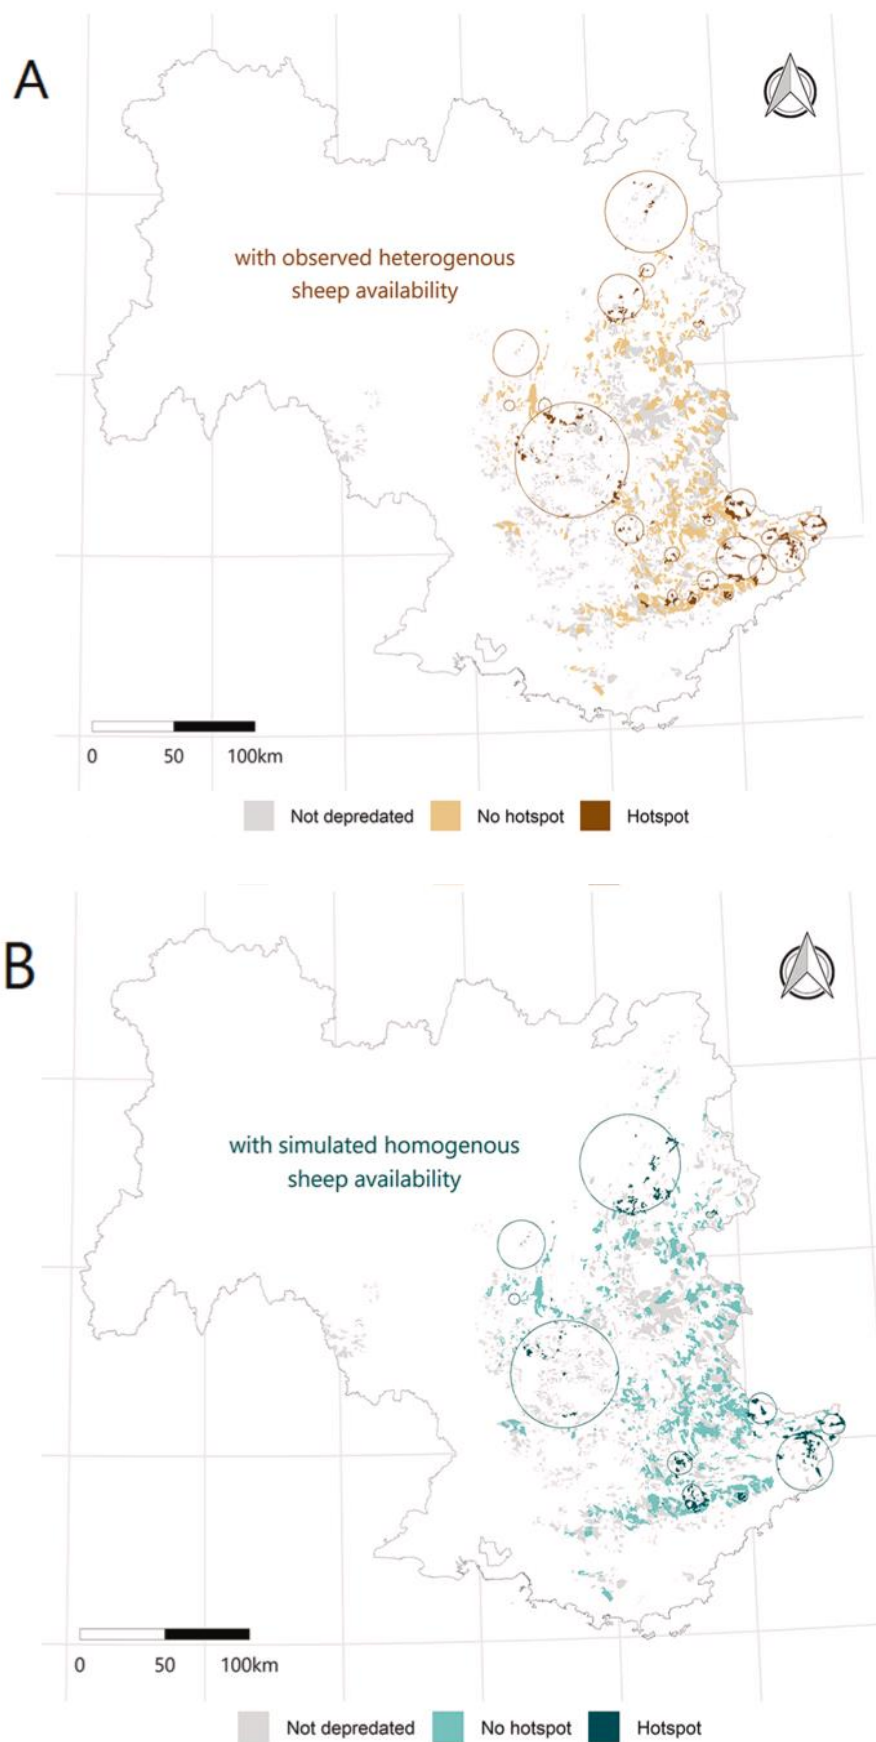 A
with observed heterogenous
sheep availability
0 50 100km
Not depredated No hotspot Hotspot
B
with simulated homogenous
sheep availability
0 50 100km
Not depredated No hotspot Hotspot